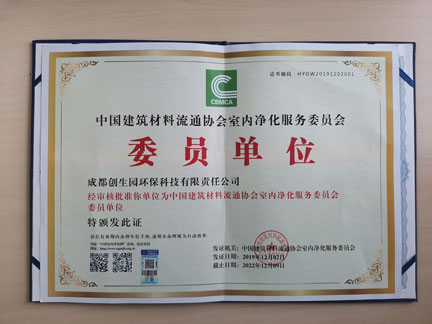 CBMCA
证书编码：HYDW20191202001
中国建筑材料流通协会室内净化服务委员会
委员单位
成都创生园环保科技有限责任公司
经审核批准你单位为中国建筑材料流通协会室内净化服务委员会
委员单位
特颁发此证
发证机关：中国建筑材料流通协会室内净化服务委员会
发证日期：2019年12月02日
截止日期：2022年12月09日